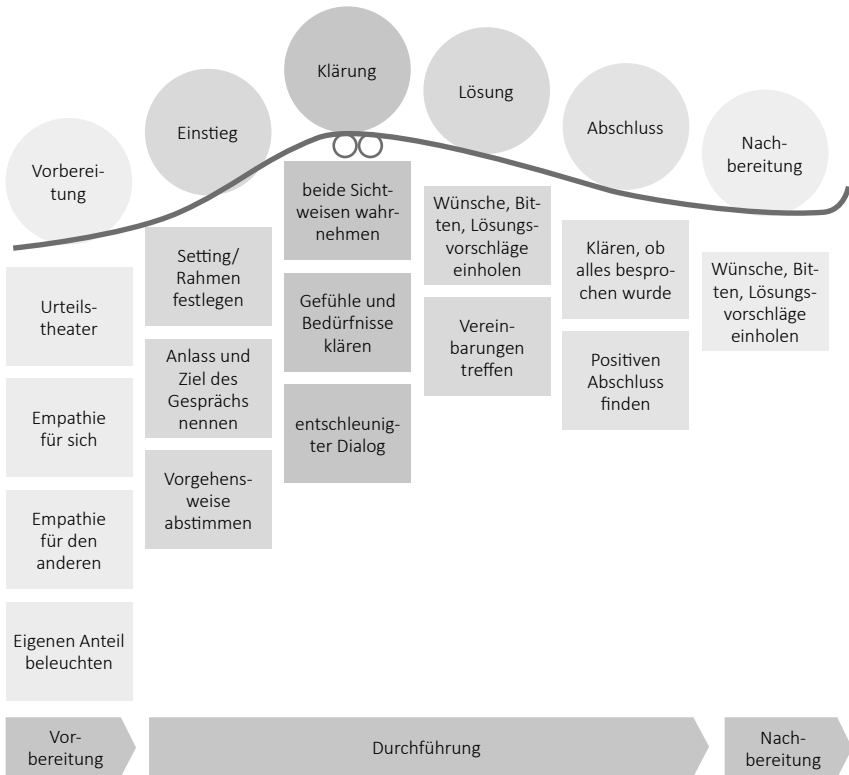 Vorberei-
tung
Einstieg
Klärung
Lösung
Abschluss
Nach-
bereitung
Urteils-
theater
Empathie
für sich
Empathie
für den
anderen
Eigenen Anteil
beleuchten
Setting/
Rahmen
festlegen
Anlass und
Ziel des
Gesprächs
nennen
Vorgehens-
weise
abstimmen
beide Sicht-
weisen wahr-
nehmen
Gefühle und
Bedürfnisse
klären
entschleunig-
ter Dialog
Wünsche, Bit-
ten, Lösungs-
vorschläge
einholen
Verein-
barungen
treffen
Klären, ob
alles bespro-
chen wurde
Positiven
Abschluss
finden
Wünsche, Bit-
ten, Lösungs-
vorschläge
einholen
Vor-
bereitung
Durchführung
Nach-
bereitung